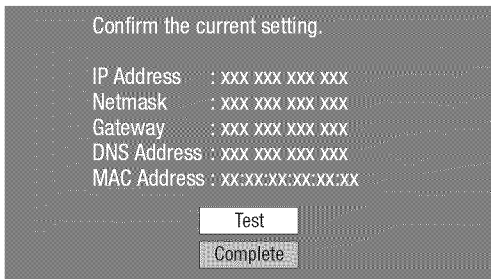 Confirm the current setting.
IP Address : xxx xxx xxx xxx
Netmask : xxx xxx xxx xxx
Gateway : xxx xxx xxx xxx
DNS Address : xxx xxx xxx xxx
MAC Address : xx:xx:xx:xx:xx:xx
Test
Complete